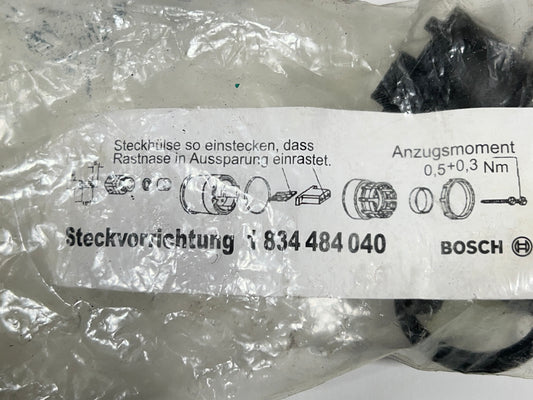 Steckhülse so einstecken, dass
Rastnase in Aussparung einrastet.
Anzugsmoment
0,5+0,3 Nm
Steckvorrichtung 1 834 484 040
BOSCH